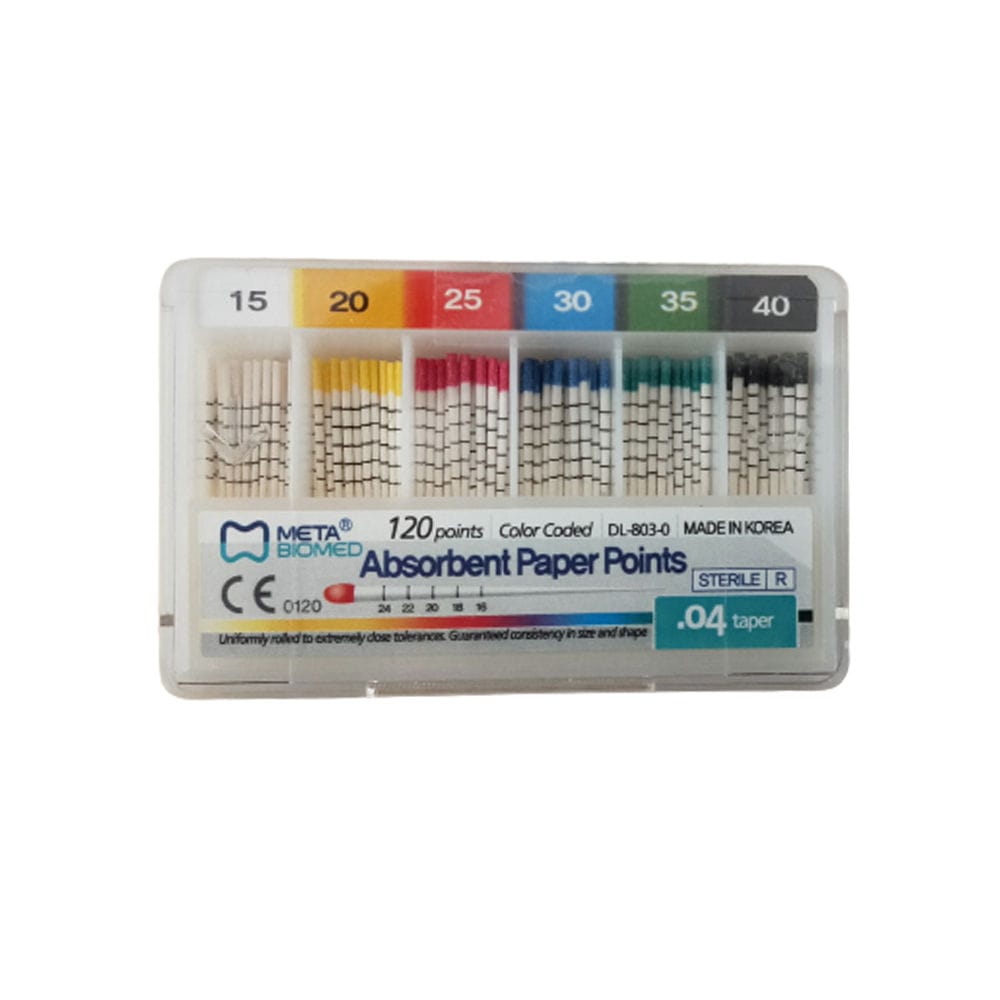 15 20 25 30 35 40
META® BIOMED 120 points Color Coded DL-803-0 MADE IN KOREA
Absorbent Paper Points
STERILE R
CE 0120 24 22 20 18 16
.04 taper
Uniformly rolled to extremely close tolerances. Guaranteed consistency in size and shape